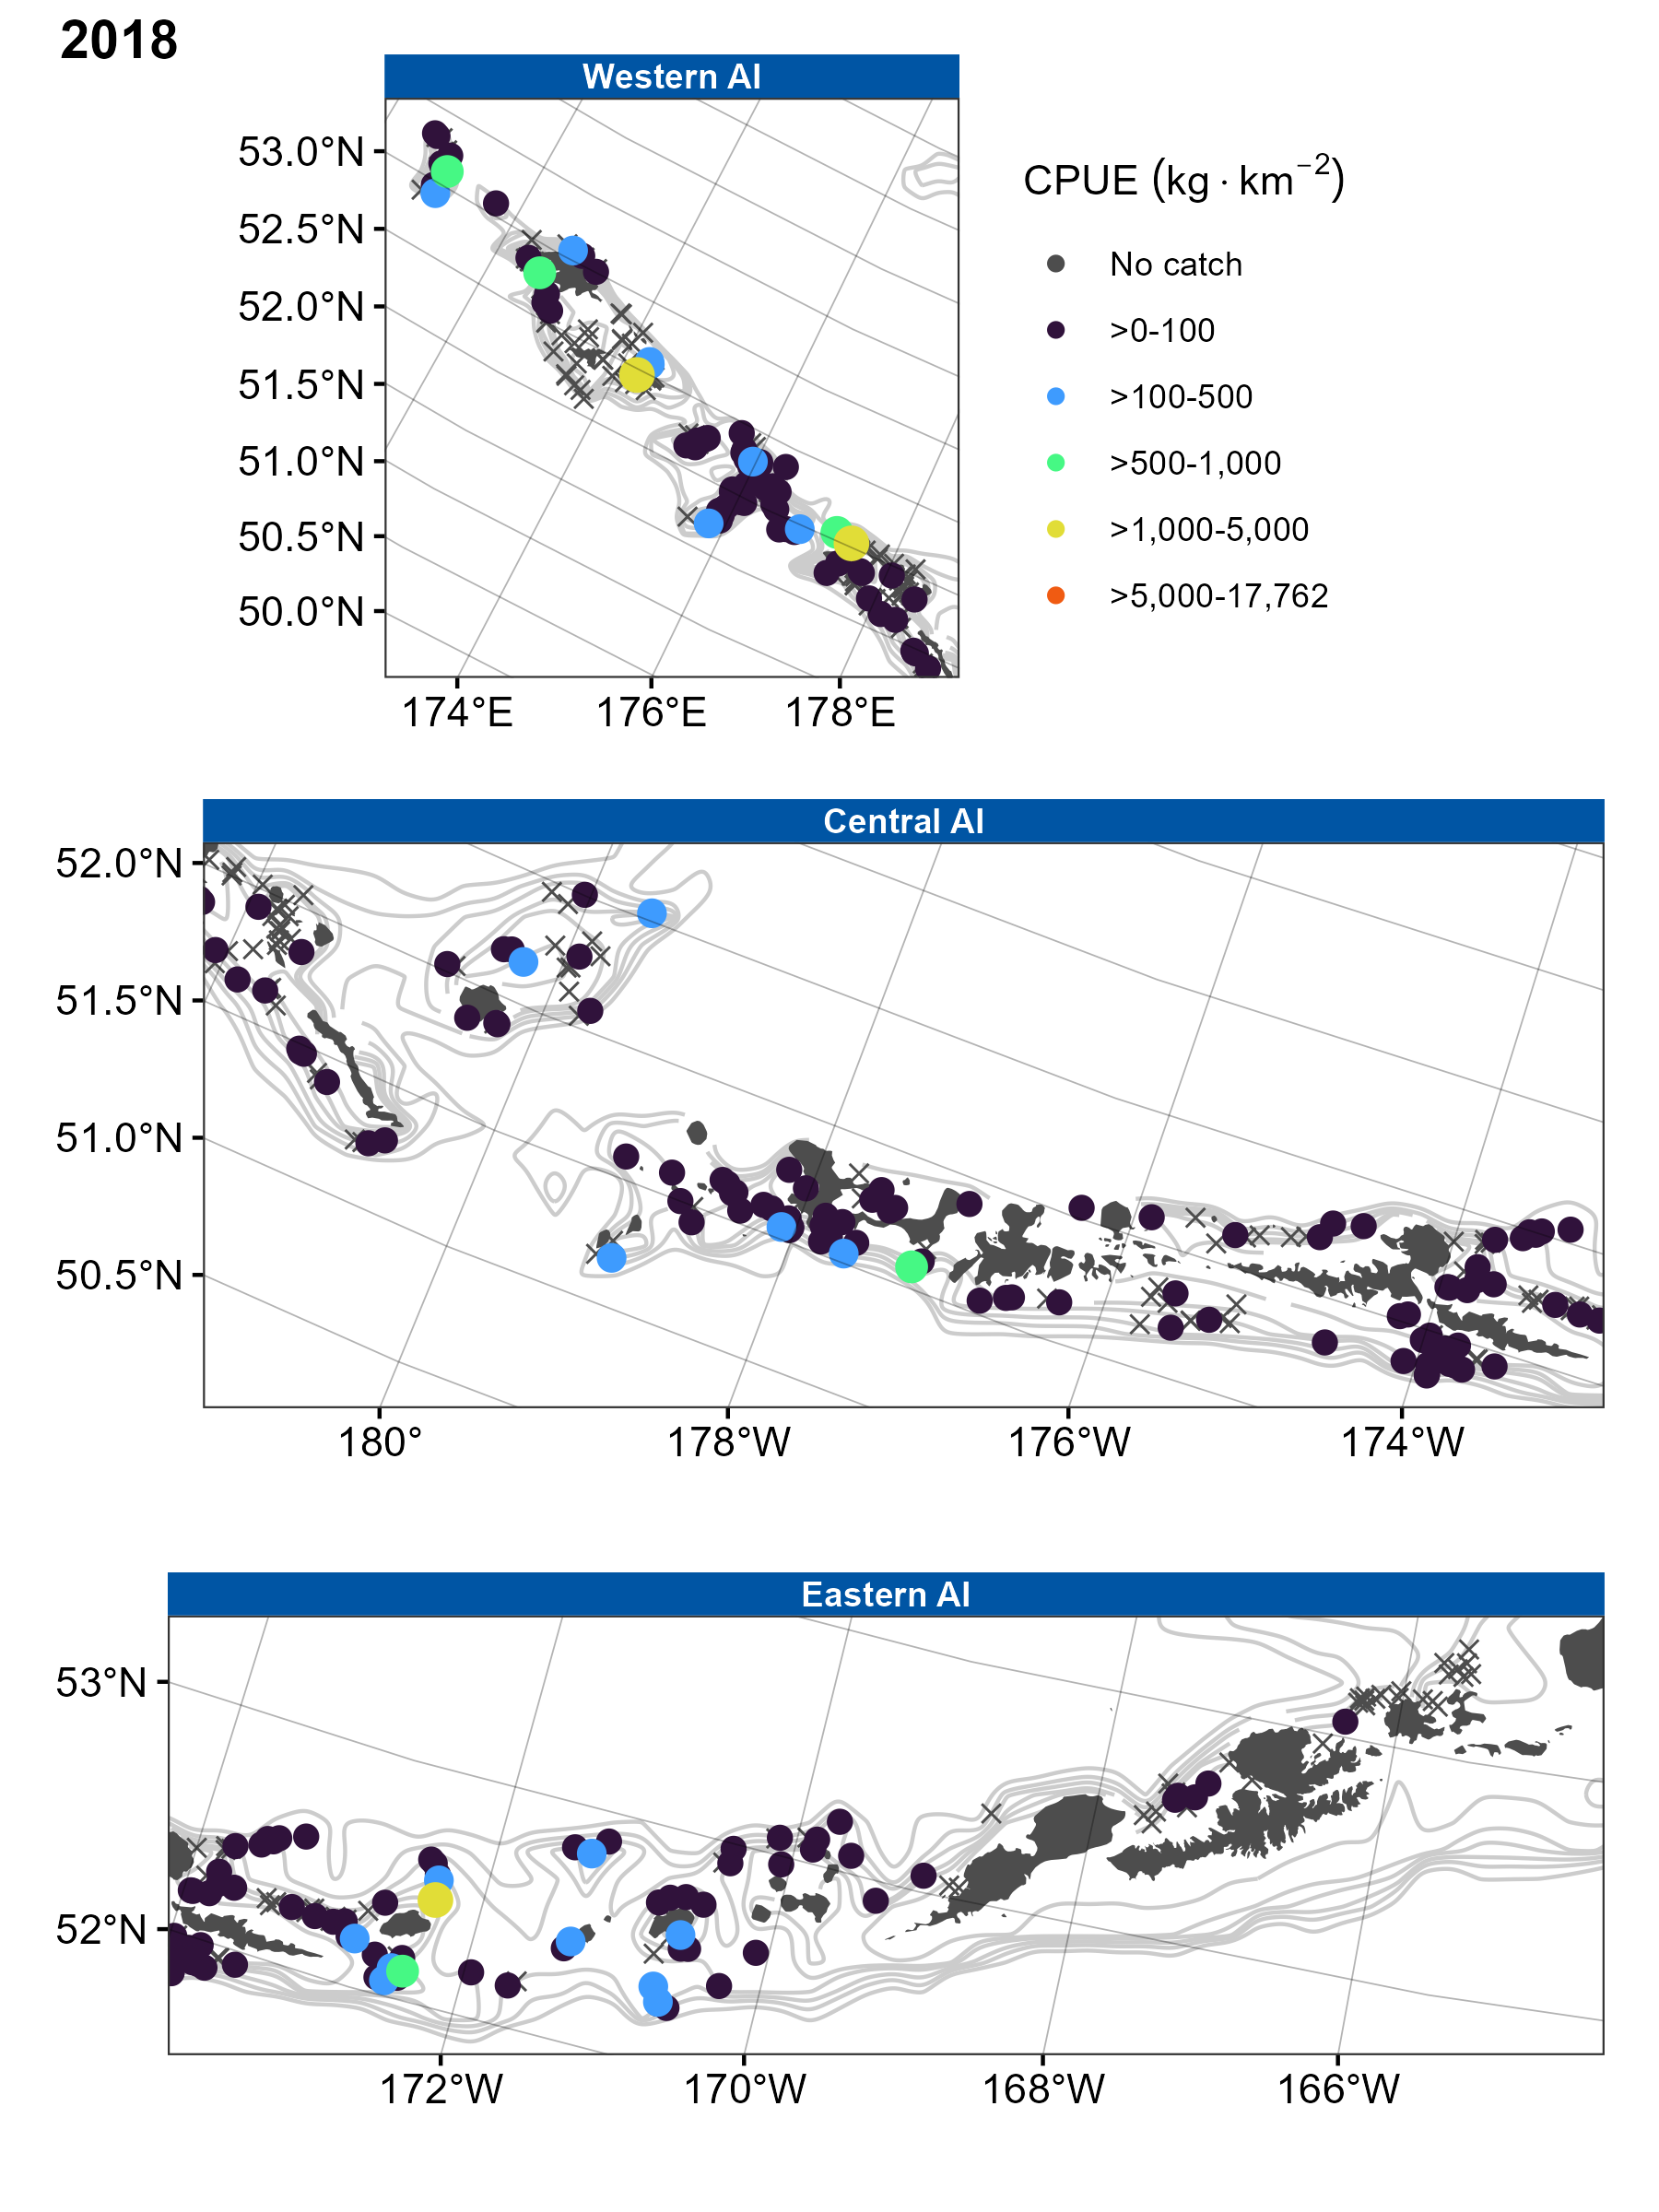 2018
Western AI
53.0°N
52.5°N
52.0°N
51.5°N
51.0°N
50.5°N
50.0°N
174°E 176°E 178°E
CPUE (kg · km⁻²)
No catch
>0-100
>100-500
>500-1,000
>1,000-5,000
>5,000-17,762
Central AI
52.0°N
51.5°N
51.0°N
50.5°N
180° 178°W 176°W 174°W
Eastern AI
53°N
52°N
172°W 170°W 168°W 166°W